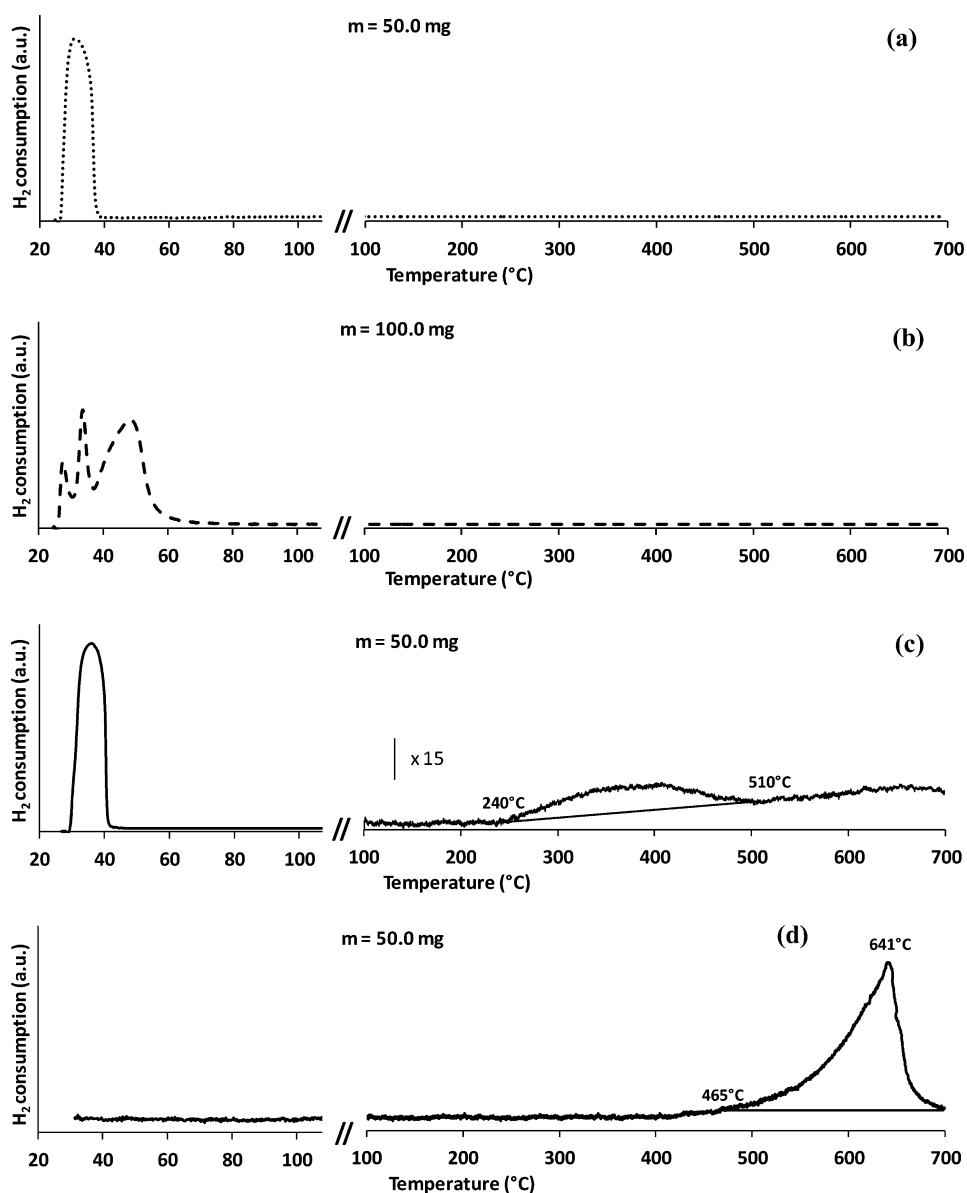 m = 50.0 mg
(a)
H2 consumption (a.u.)
20 40 60 80 100 // 100 200 300 400 500 600 700
Temperature (°C)
m = 100.0 mg
(b)
H2 consumption (a.u.)
20 40 60 80 100 // 100 200 300 400 500 600 700
Temperature (°C)
m = 50.0 mg
(c)
H2 consumption (a.u.)
x 15
240°C
510°C
20 40 60 80 100 // 100 200 300 400 500 600 700
Temperature (°C)
m = 50.0 mg
(d)
H2 consumption (a.u.)
641°C
465°C
20 40 60 80 100 // 100 200 300 400 500 600 700
Temperature (°C)